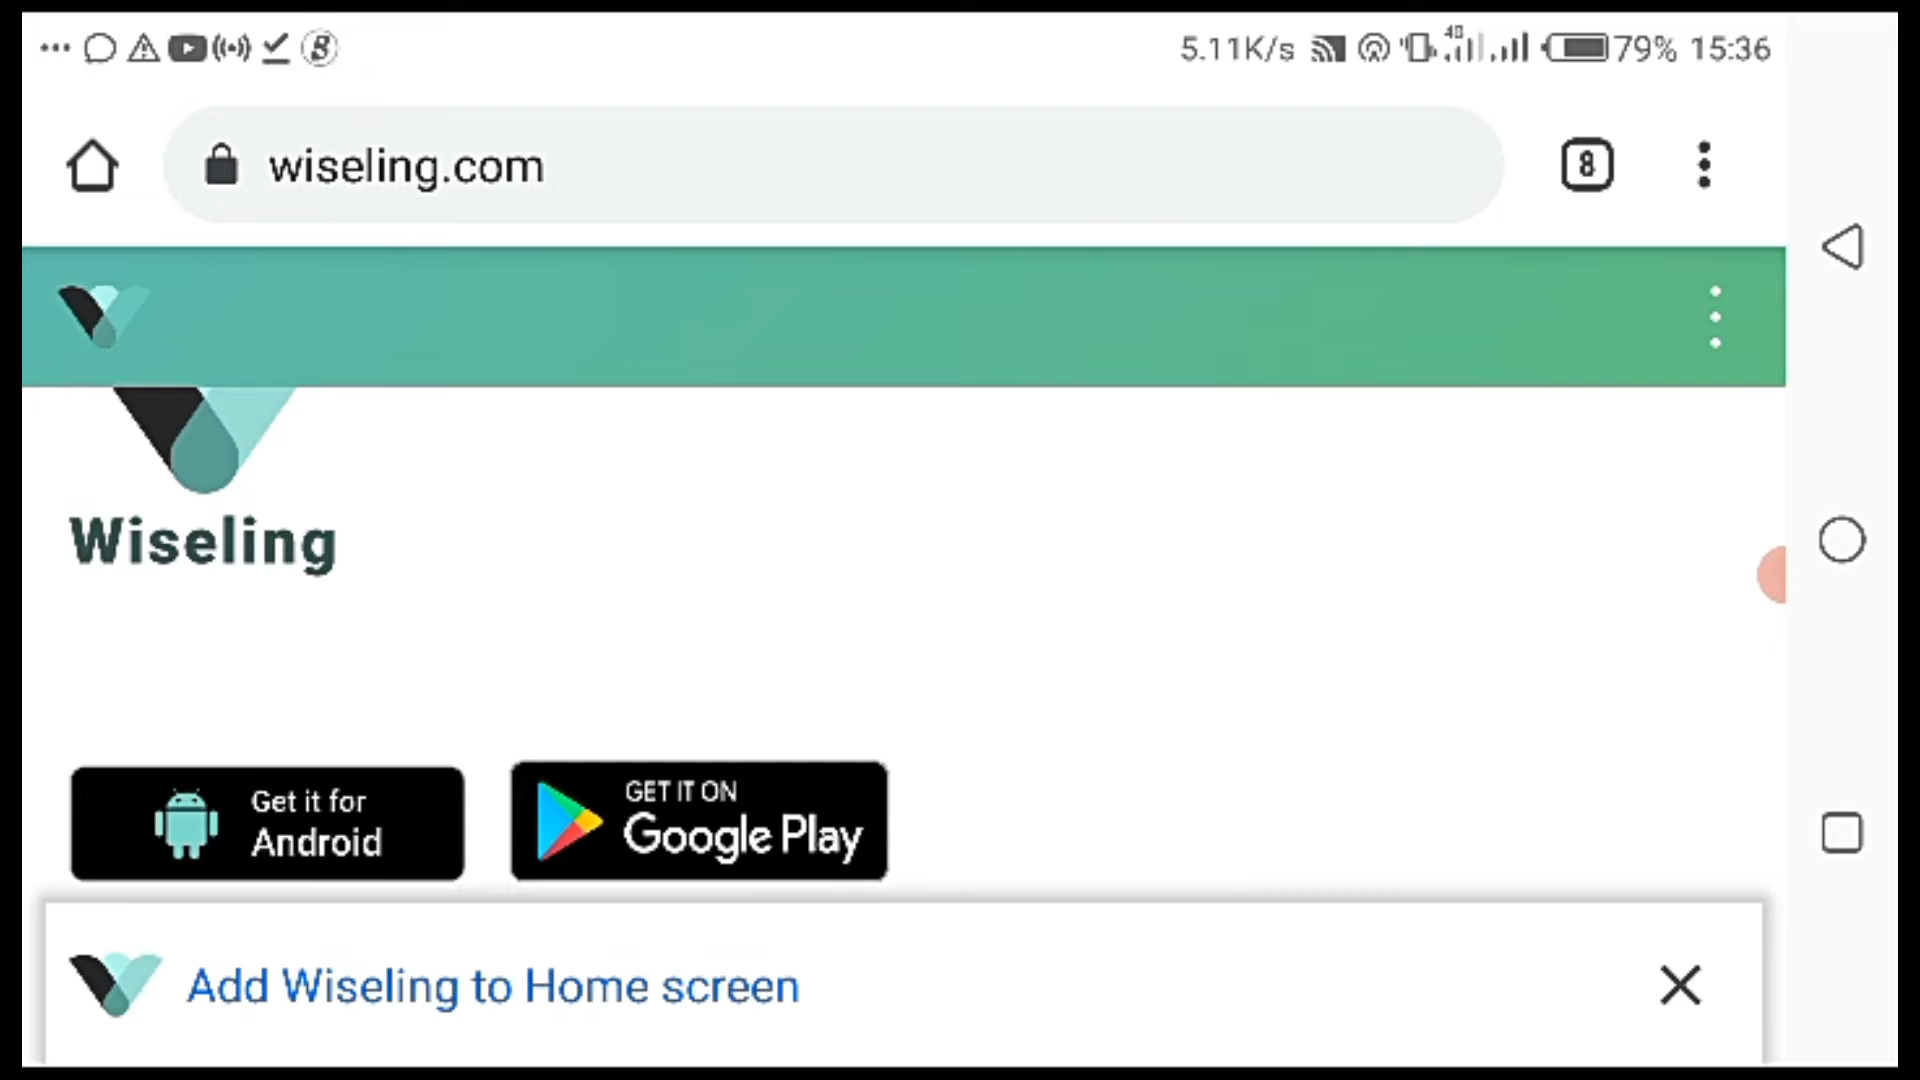 5.11K/s 4G 79% 15:36
wiseling.com
8
Wiseling
Get it for
Android
GET IT ON
Google Play
Add Wiseling to Home screen